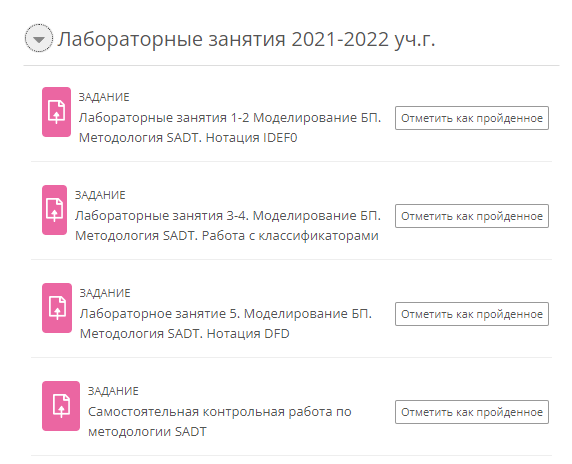 Лабораторные занятия 2021-2022 уч.г.
ЗАДАНИЕ
Лабораторные занятия 1-2 Моделирование БП.
Методология SADT. Нотация IDEF0
Отметить как пройденное
ЗАДАНИЕ
Лабораторные занятия 3-4. Моделирование БП.
Методология SADT. Работа с классификаторами
Отметить как пройденное
ЗАДАНИЕ
Лабораторное занятие 5. Моделирование БП.
Методология SADT. Нотация DFD
Отметить как пройденное
ЗАДАНИЕ
Самостоятельная контрольная работа по
методологии SADT
Отметить как пройденное